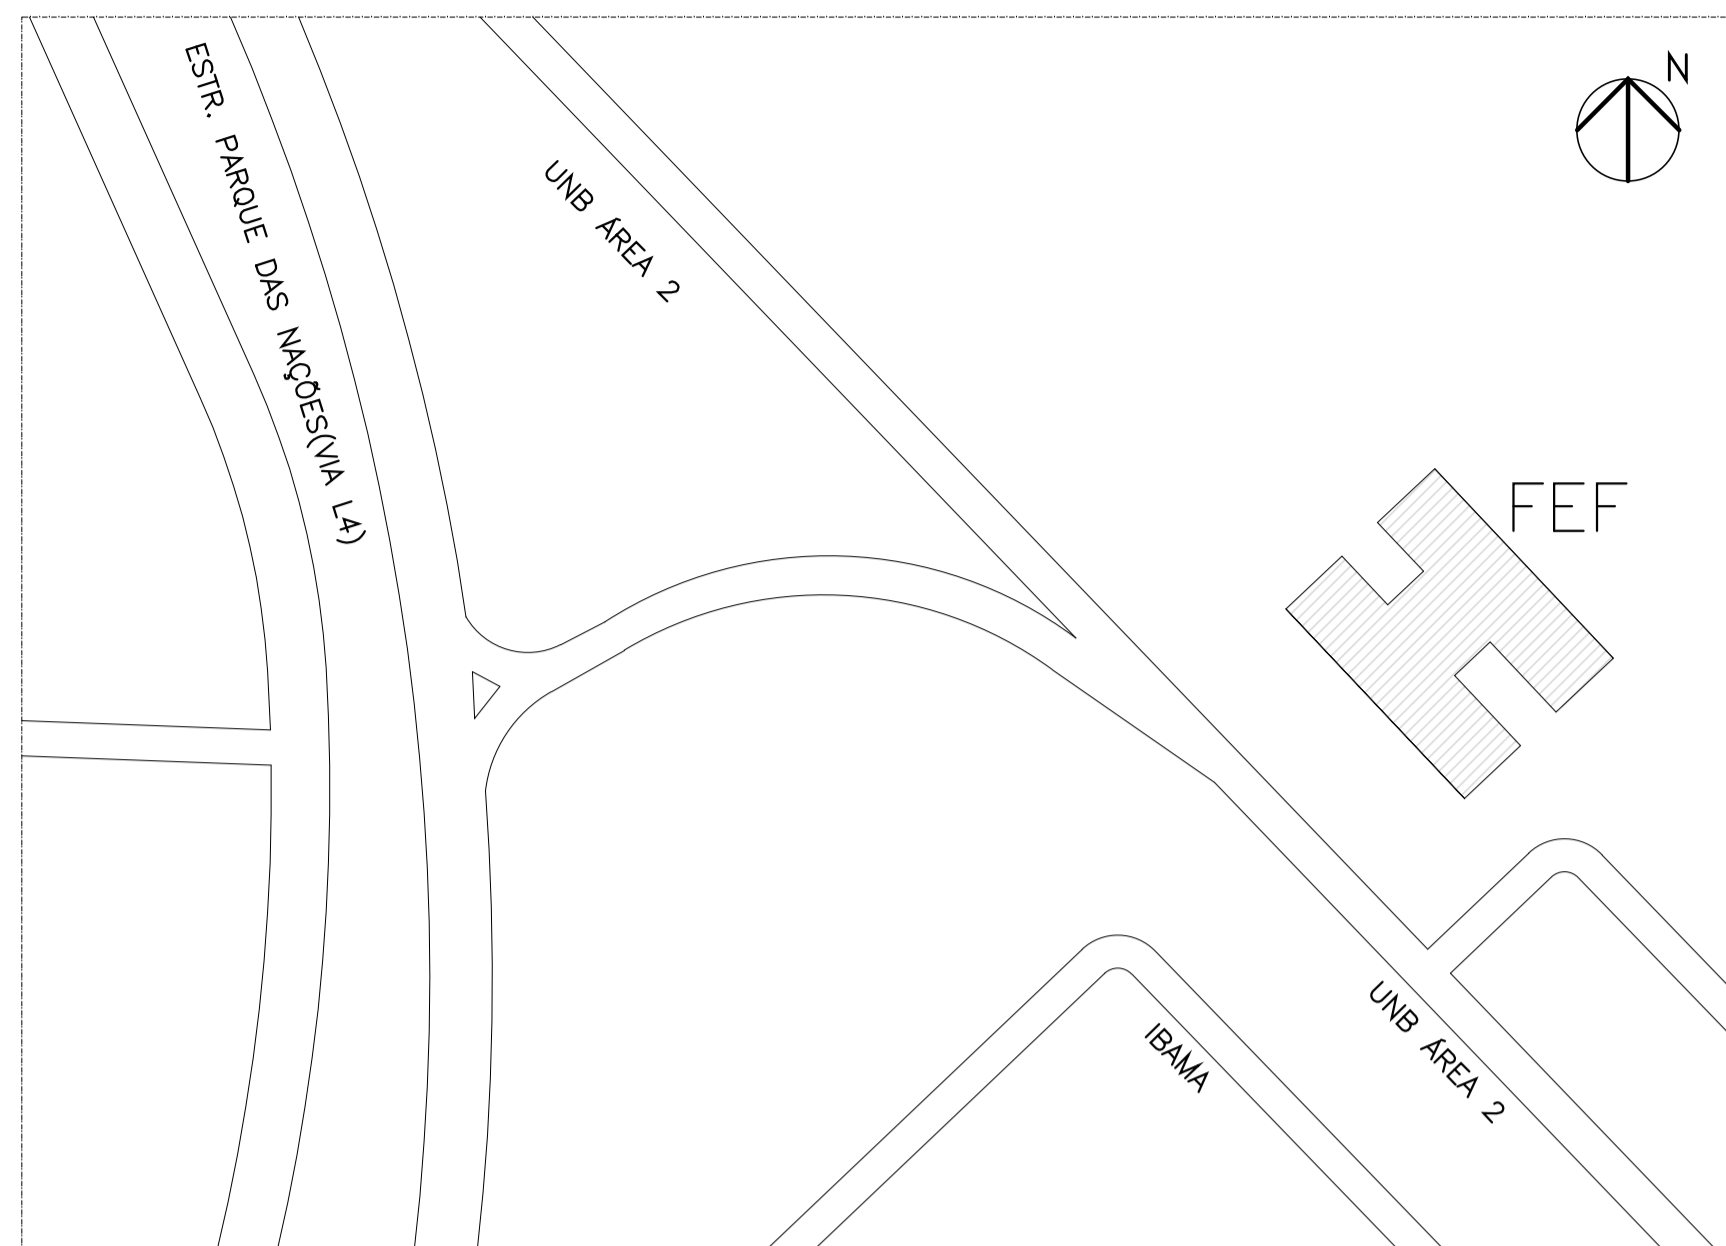 N
ESTR. PARQUE DAS NAÇÕES(VIA L4)
UNB ÁREA 2
FEF
UNB ÁREA 2
IBAMA